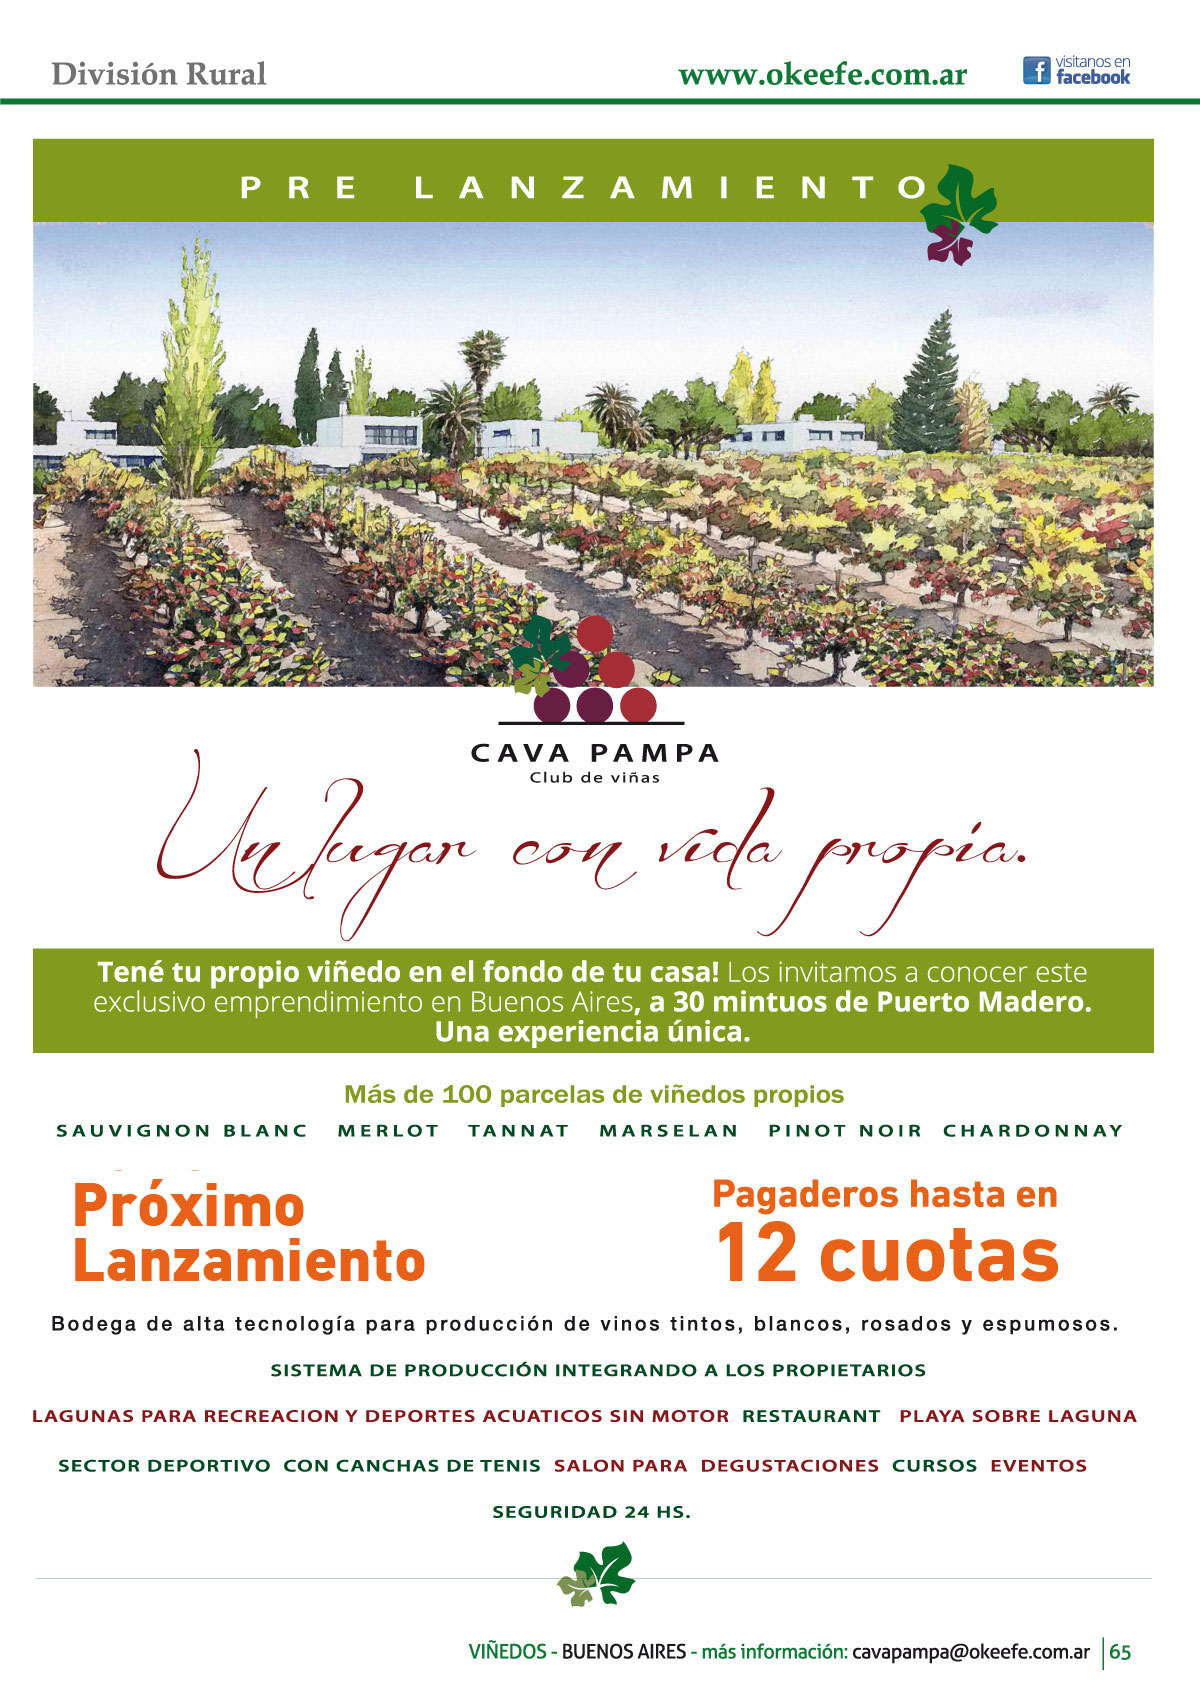 División Rural www.okeefe.com.ar visitanos en
facebook
PRE LANZAMIENTO
CAVA PAMPA
Club de viñas
Un lugar con vida propia.
Tené tu propio viñedo en el fondo de tu casa! Los invitamos a conocer este
exclusivo emprendimiento en Buenos Aires, a 30 mintuos de Puerto Madero.
Una experiencia única.
Más de 100 parcelas de viñedos propios
SAUVIGNON BLANC MERLOT TANNAT MARSELAN PINOT NOIR CHARDONNAY
Próximo
Lanzamiento
Pagaderos hasta en
12 cuotas
Bodega de alta tecnología para producción de vinos tintos, blancos, rosados y espumosos.
SISTEMA DE PRODUCCIÓN INTEGRANDO A LOS PROPIETARIOS
LAGUNAS PARA RECREACION Y DEPORTES ACUATICOS SIN MOTOR RESTAURANT PLAYA SOBRE LAGUNA
SECTOR DEPORTIVO CON CANCHAS DE TENIS SALON PARA DEGUSTACIONES CURSOS EVENTOS
SEGURIDAD 24 HS.
VIÑEDOS - BUENOS AIRES - más información: cavapampa@okeefe.com.ar | 65